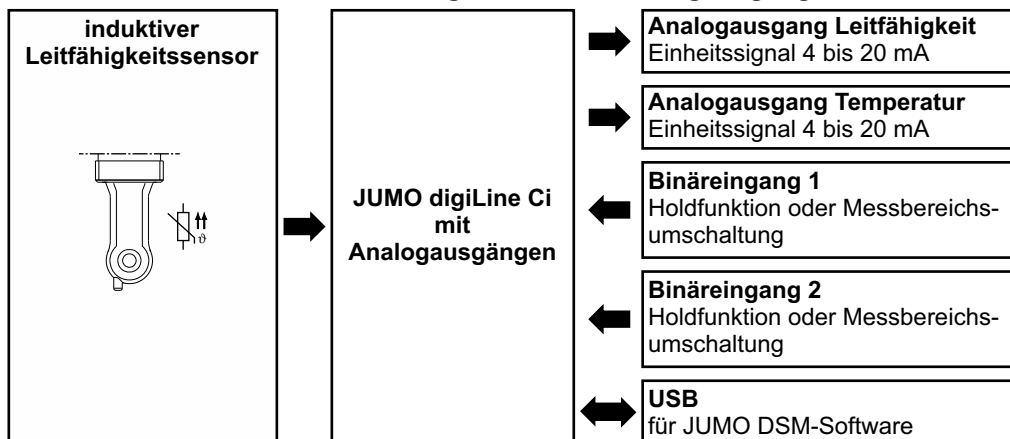 induktiver
Leitfähigkeitssensor
ϑ
JUMO digiLine Ci
mit
Analogausgängen
Analogausgang Leitfähigkeit
Einheitssignal 4 bis 20 mA
Analogausgang Temperatur
Einheitssignal 4 bis 20 mA
Binäreingang 1
Holdfunktion oder Messbereichs-
umschaltung
Binäreingang 2
Holdfunktion oder Messbereichs-
umschaltung
USB
für JUMO DSM-Software